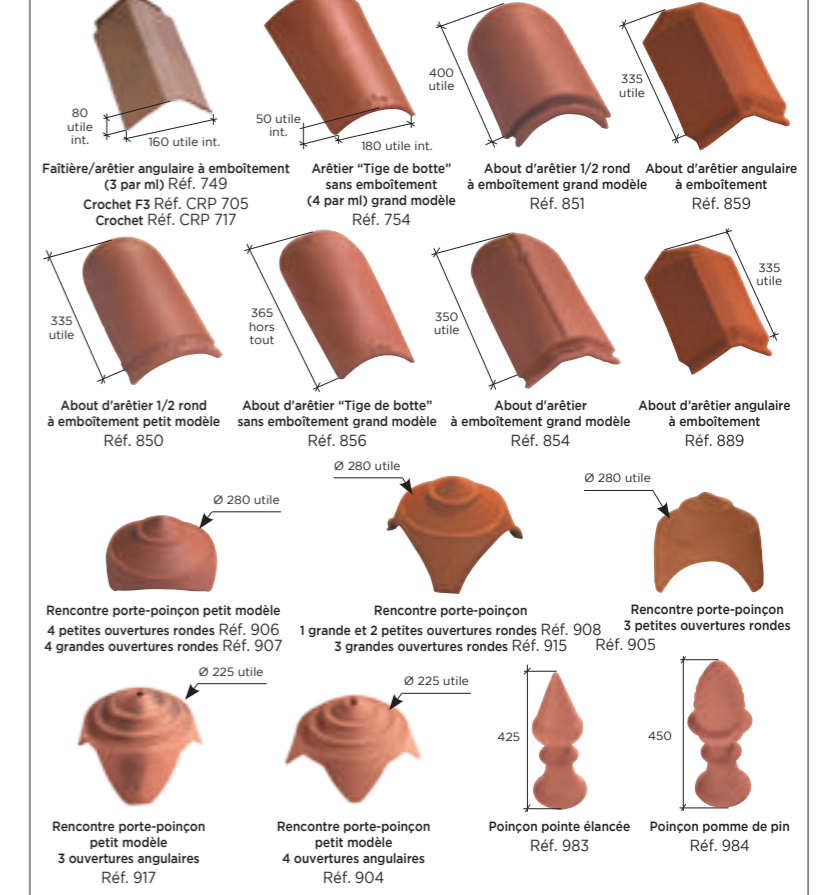 80
utile
int.
160 utile int.
Faîtière/arêtier angulaire à emboîtement
(3 par ml) Réf. 749
Crochet F3 Réf. CRP 705
Crochet Réf. CRP 717
50 utile
int.
180 utile int.
Arêtier “Tige de botte”
sans emboîtement
(4 par ml) grand modèle
Réf. 754
400
utile
About d'arêtier 1/2 rond
à emboîtement grand modèle
Réf. 851
335
utile
About d'arêtier angulaire
à emboîtement
Réf. 859
335
utile
About d'arêtier 1/2 rond
à emboîtement petit modèle
Réf. 850
365
hors
tout
About d'arêtier “Tige de botte”
sans emboîtement grand modèle
Réf. 856
350
utile
About d'arêtier
à emboîtement grand modèle
Réf. 854
335
utile
About d’arêtier angulaire
à emboîtement
Réf. 889
Ø 280 utile
Rencontre porte-poinçon petit modèle
4 petites ouvertures rondes Réf. 906
4 grandes ouvertures rondes Réf. 907
Ø 280 utile
Rencontre porte-poinçon
1 grande et 2 petites ouvertures rondes Réf. 908
3 grandes ouvertures rondes Réf. 915
Ø 280 utile
Rencontre porte-poinçon
3 petites ouvertures rondes
Réf. 905
Ø 225 utile
Rencontre porte-poinçon
petit modèle
3 ouvertures angulaires
Réf. 917
Ø 225 utile
Rencontre porte-poinçon
petit modèle
4 ouvertures angulaires
Réf. 904
425
Poinçon pointe élancée
Réf. 983
450
Poinçon pomme de pin
Réf. 984